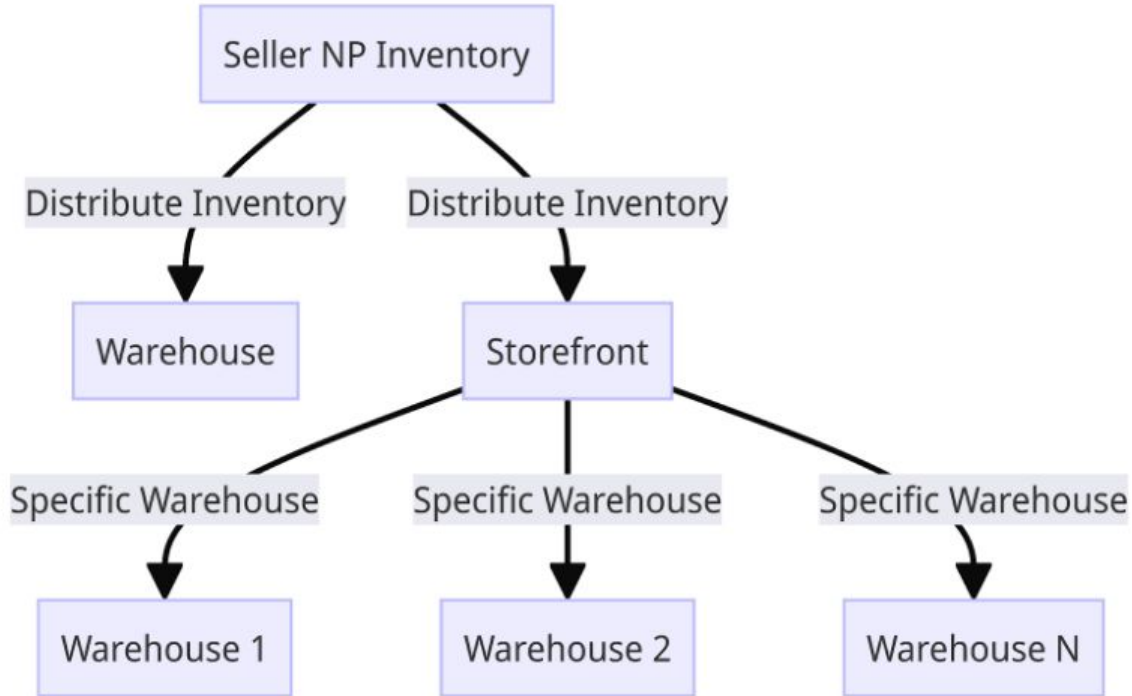 Seller NP Inventory
Distribute Inventory
Distribute Inventory
Warehouse
Storefront
Specific Warehouse
Specific Warehouse
Specific Warehouse
Warehouse 1
Warehouse 2
Warehouse N